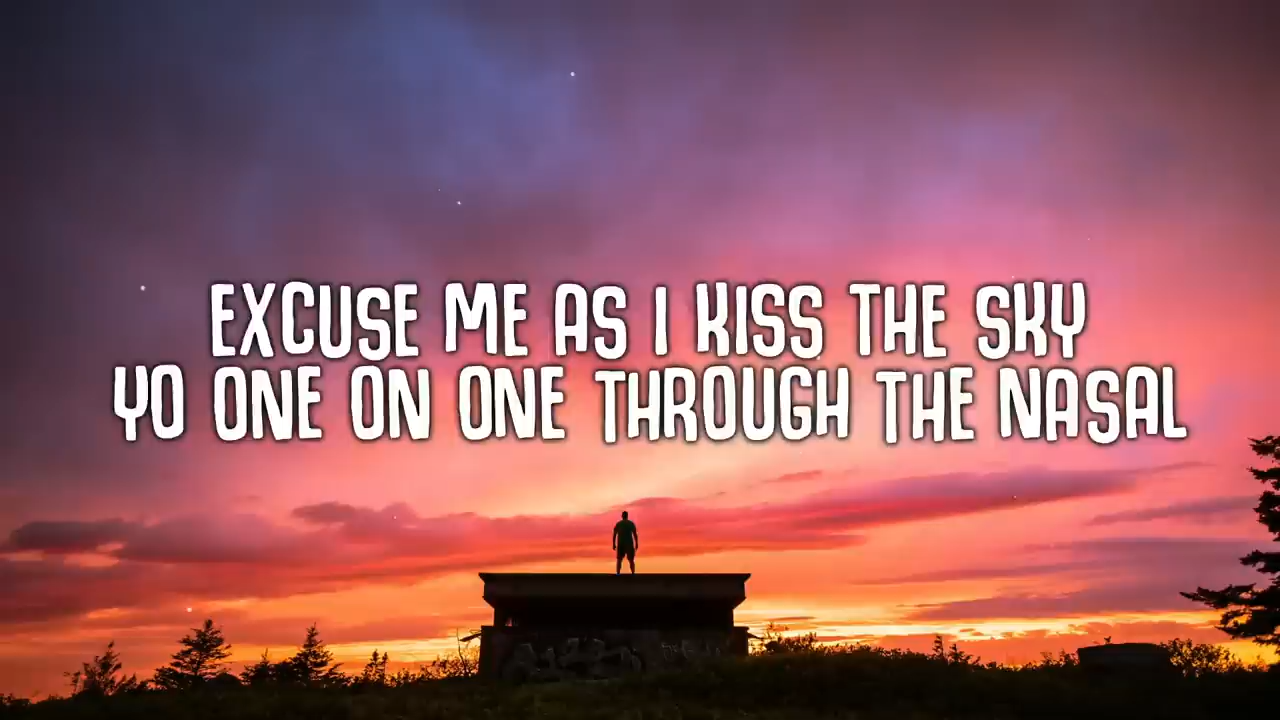 EXCUSE ME AS I KISS THE SKY
YO ONE ON ONE THROUGH THE NASAL